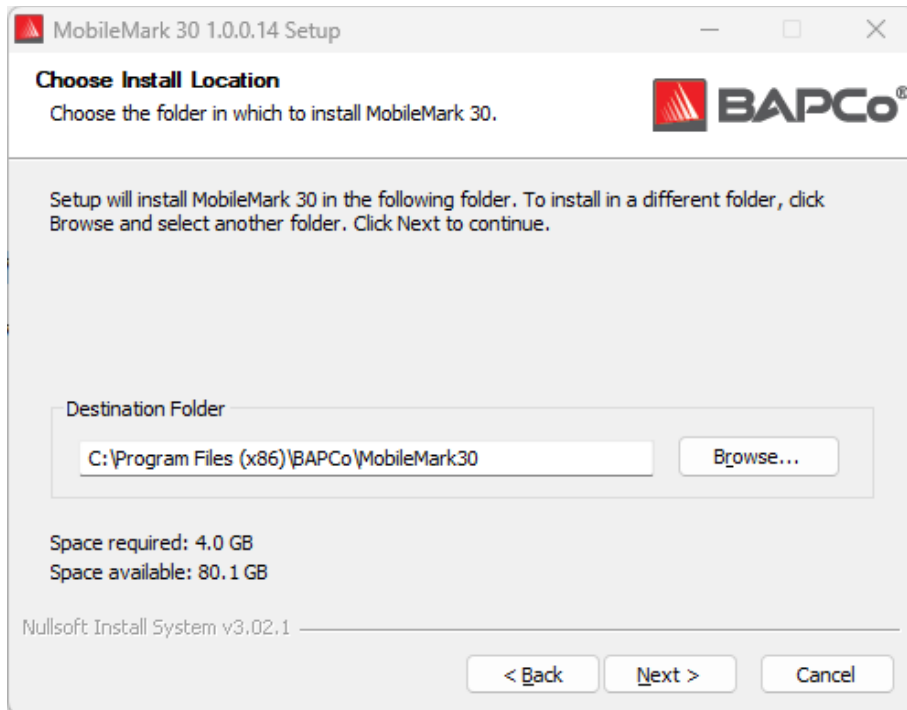 MobileMark 30 1.0.0.14 Setup
Choose Install Location
Choose the folder in which to install MobileMark 30.
BAPCo®
Setup will install MobileMark 30 in the following folder. To install in a different folder, click
Browse and select another folder. Click Next to continue.
Destination Folder
C:\Program Files (x86)\BAPCo\MobileMark30
Browse...
Space required: 4.0 GB
Space available: 80.1 GB
Nullsoft Install System v3.02.1
< Back
Next >
Cancel